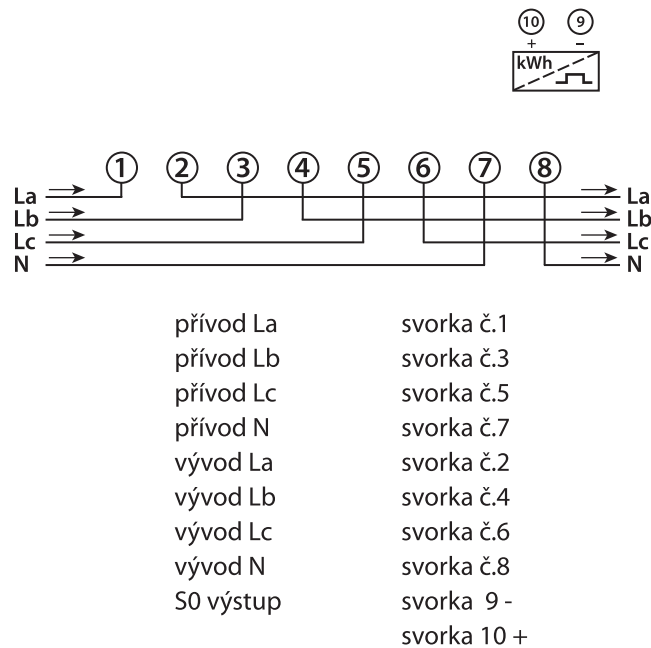 10 9
+ –
kWh
1 2 3 4 5 6 7 8
La La
Lb Lb
Lc Lc
N N
přívod La svorka č.1
přívod Lb svorka č.3
přívod Lc svorka č.5
přívod N svorka č.7
vývod La svorka č.2
vývod Lb svorka č.4
vývod Lc svorka č.6
vývod N svorka č.8
S0 výstup svorka 9 -
svorka 10 +